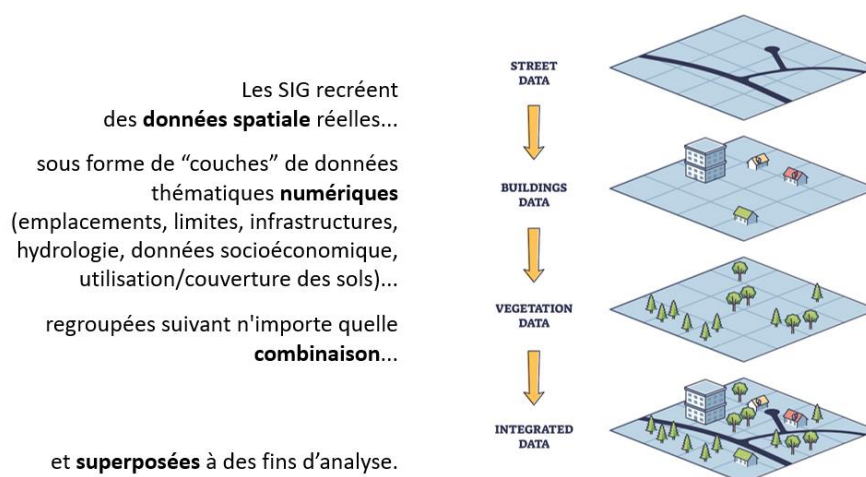 Les SIG recréent
des données spatiale réelles...
sous forme de “couches” de données
thématiques numériques
(emplacements, limites, infrastructures,
hydrologie, données socioéconomique,
utilisation/couverture des sols)...
regroupées suivant n'importe quelle
combinaison...
et superposées à des fins d’analyse.
STREET
DATA
BUILDINGS
DATA
VEGETATION
DATA
INTEGRATED
DATA